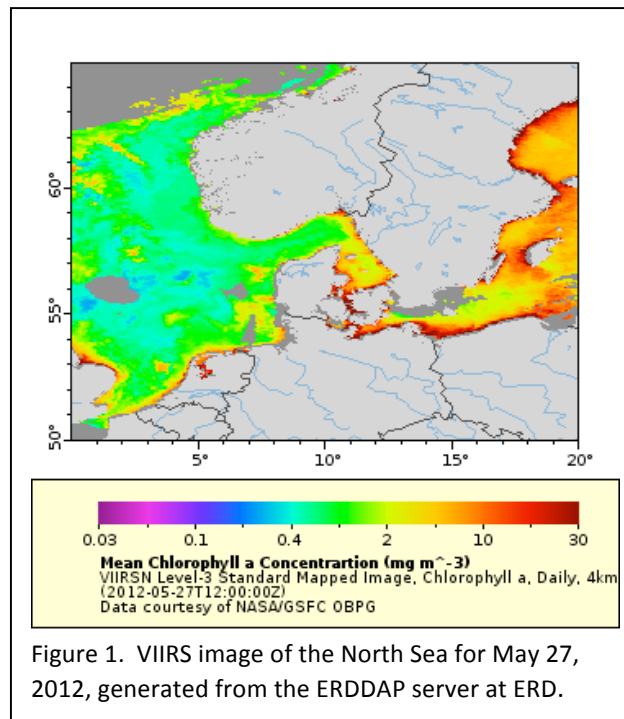 60°
55°
50°
5°
10°
15°
20°
0.03
0.1
0.4
2
10
30
Mean Chlorophyll a Concentrartion (mg m^-3)
VIIRSN Level-3 Standard Mapped Image, Chlorophyll a, Daily, 4km
(2012-05-27T12:00:00Z)
Data courtesy of NASA/GSFC OBPG
Figure 1.  VIIRS image of the North Sea for May 27,
2012, generated from the ERDDAP server at ERD.